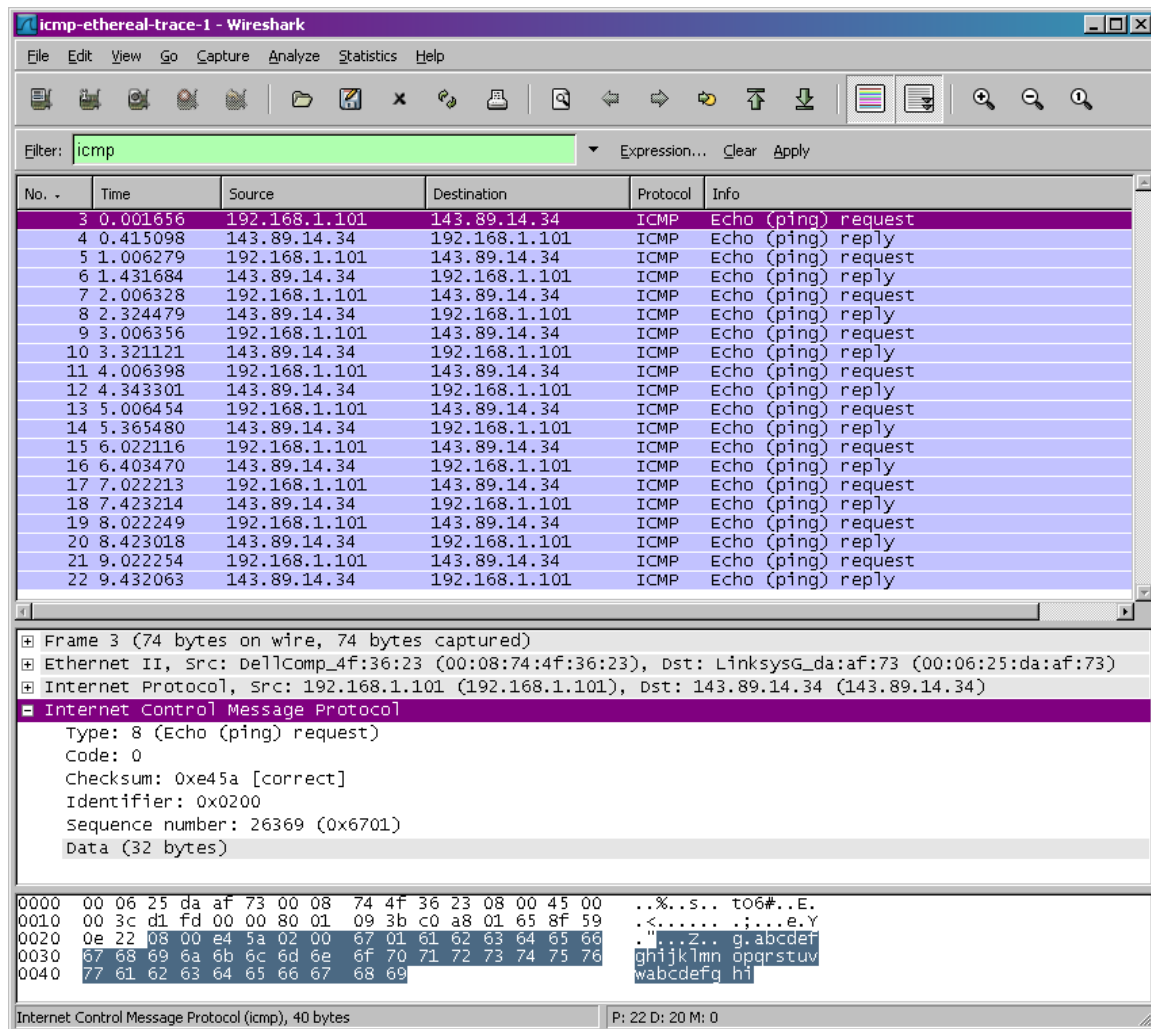 icmp-ethereal-trace-1 - Wireshark
File Edit View Go Capture Analyze Statistics Help
Filter: icmp Expression... Clear Apply
No. Time Source Destination Protocol Info
3 0.001656 192.168.1.101 143.89.14.34 ICMP Echo (ping) request
4 0.415098 143.89.14.34 192.168.1.101 ICMP Echo (ping) reply
5 1.006279 192.168.1.101 143.89.14.34 ICMP Echo (ping) request
6 1.431684 143.89.14.34 192.168.1.101 ICMP Echo (ping) reply
7 2.006328 192.168.1.101 143.89.14.34 ICMP Echo (ping) request
8 2.324479 143.89.14.34 192.168.1.101 ICMP Echo (ping) reply
9 3.006356 192.168.1.101 143.89.14.34 ICMP Echo (ping) request
10 3.321121 143.89.14.34 192.168.1.101 ICMP Echo (ping) reply
11 4.006398 192.168.1.101 143.89.14.34 ICMP Echo (ping) request
12 4.343301 143.89.14.34 192.168.1.101 ICMP Echo (ping) reply
13 5.006454 192.168.1.101 143.89.14.34 ICMP Echo (ping) request
14 5.365480 143.89.14.34 192.168.1.101 ICMP Echo (ping) reply
15 6.022116 192.168.1.101 143.89.14.34 ICMP Echo (ping) request
16 6.403470 143.89.14.34 192.168.1.101 ICMP Echo (ping) reply
17 7.022213 192.168.1.101 143.89.14.34 ICMP Echo (ping) request
18 7.423214 143.89.14.34 192.168.1.101 ICMP Echo (ping) reply
19 8.022249 192.168.1.101 143.89.14.34 ICMP Echo (ping) request
20 8.423018 143.89.14.34 192.168.1.101 ICMP Echo (ping) reply
21 9.022254 192.168.1.101 143.89.14.34 ICMP Echo (ping) request
22 9.432063 143.89.14.34 192.168.1.101 ICMP Echo (ping) reply
Frame 3 (74 bytes on wire, 74 bytes captured)
Ethernet II, Src: DellComp_4f:36:23 (00:08:74:4f:36:23), Dst: LinksysG_da:af:73 (00:06:25:da:af:73)
Internet Protocol, Src: 192.168.1.101 (192.168.1.101), Dst: 143.89.14.34 (143.89.14.34)
Internet Control Message Protocol
Type: 8 (Echo (ping) request)
Code: 0
Checksum: 0xe45a [correct]
Identifier: 0x0200
Sequence number: 26369 (0x6701)
Data (32 bytes)
0000 00 06 25 da af 73 00 08 74 4f 36 23 08 00 45 00 ..%..s.. tO6#..E.
0010 00 3c d1 fd 00 00 80 01 09 3b c0 a8 01 65 8f 59 .<...... .;...e.Y
0020 0e 22 08 00 e4 5a 02 00 67 01 61 62 63 64 65 66 ."...Z.. g.abcdef
0030 67 68 69 6a 6b 6c 6d 6e 6f 70 71 72 73 74 75 76 ghijklmn opqrstuv
0040 77 61 62 63 64 65 66 67 68 69 wabcdefg hi
Internet Control Message Protocol (icmp), 40 bytes P: 22 D: 20 M: 0